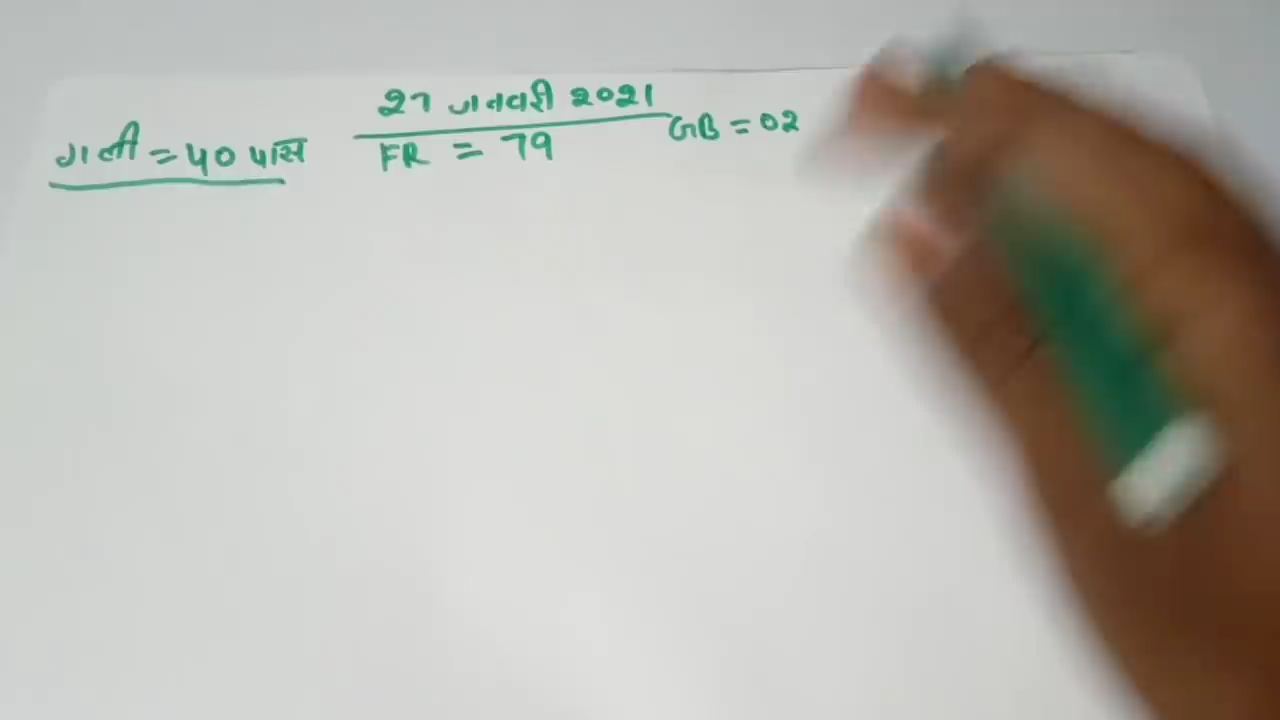 27 जनवरी 2021
गली = 40 पास
FR = 79
GB = 02